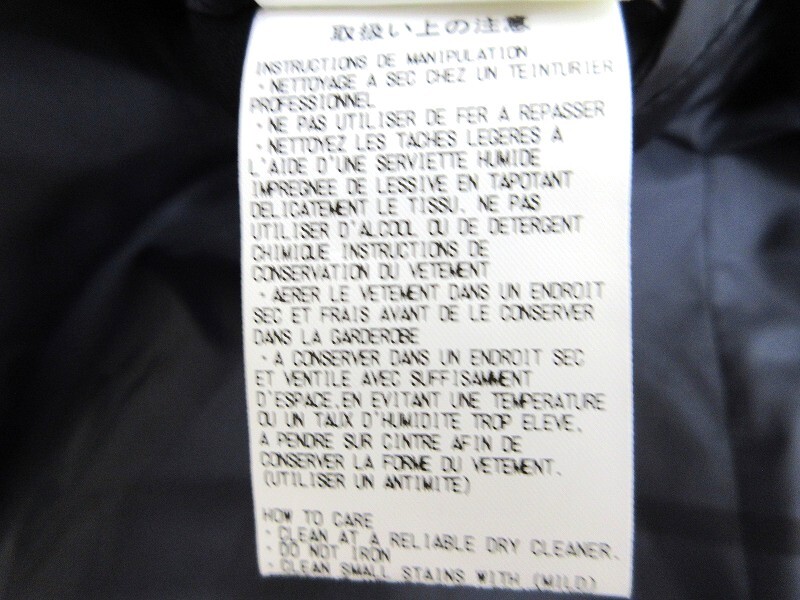 取扱い上の注意
INSTRUCTIONS DE MANIPULATION
・NETTOYAGE A SEC CHEZ UN TEINTURIER
PROFESSIONNEL
・NE PAS UTILISER DE FER A REPASSER
・NETTOYEZ LES TACHES LEGERES A
L'AIDE D'UNE SERVIETTE HUMIDE
IMPREGNEE DE LESSIVE EN TAPOTANT
DELICATEMENT LE TISSU. NE PAS
UTILISER D'ALCOOL OU DE DETERGENT
CHIMIQUE INSTRUCTIONS DE
CONSERVATION DU VETEMENT
・AERER LE VETEMENT DANS UN ENDROIT
SEC ET FRAIS AVANT DE LE CONSERVER
DANS LA GARDEROBE
・A CONSERVER DANS UN ENDROIT SEC
ET VENTILE AVEC SUFFISAMMENT
D'ESPACE,EN EVITANT UNE TEMPERATURE
OU UN TAUX D'HUMIDITE TROP ELEVE.
A PENDRE SUR CINTRE AFIN DE
CONSERVER LA FORME DU VETEMENT.
(UTILISER UN ANTIMITE)
HOW TO CARE
・CLEAN AT A RELIABLE DRY CLEANER.
・DO NOT IRON
・CLEAN SMALL STAINS WITH (MILD)